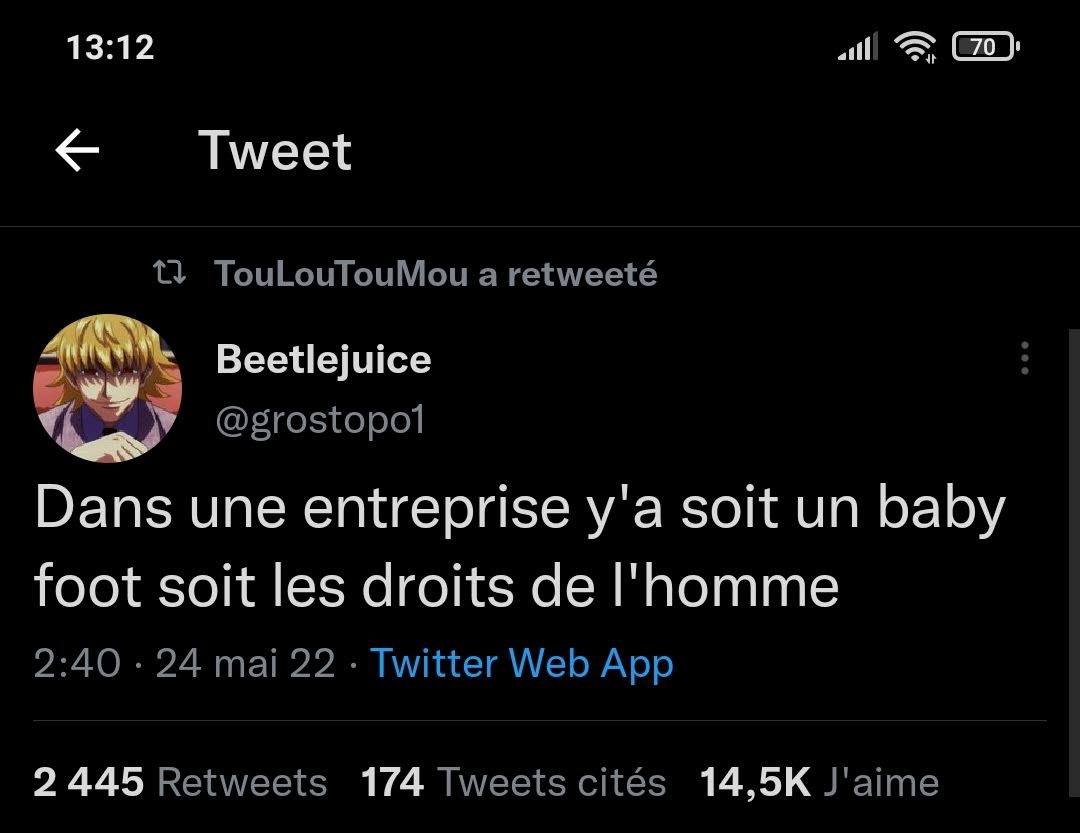 13:12
70
Tweet
TouLouTouMou a retweeté
Beetlejuice
@grostopo1
Dans une entreprise y'a soit un baby
foot soit les droits de l'homme
2:40 · 24 mai 22 · Twitter Web App
2 445 Retweets 174 Tweets cités 14,5K J'aime